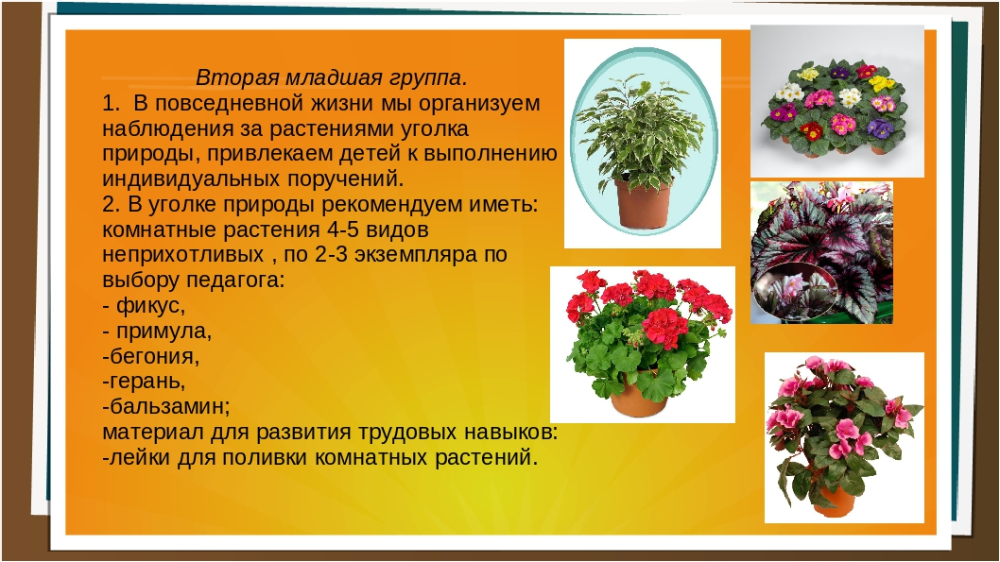 Вторая младшая группа.
1.  В повседневной жизни мы организуем
наблюдения за растениями уголка
природы, привлекаем детей к выполнению
индивидуальных поручений.
2. В уголке природы рекомендуем иметь:
комнатные растения 4-5 видов
неприхотливых , по 2-3 экземпляра по
выбору педагога:
- фикус,
- примула,
-бегония,
-герань,
-бальзамин;
материал для развития трудовых навыков:
-лейки для поливки комнатных растений.